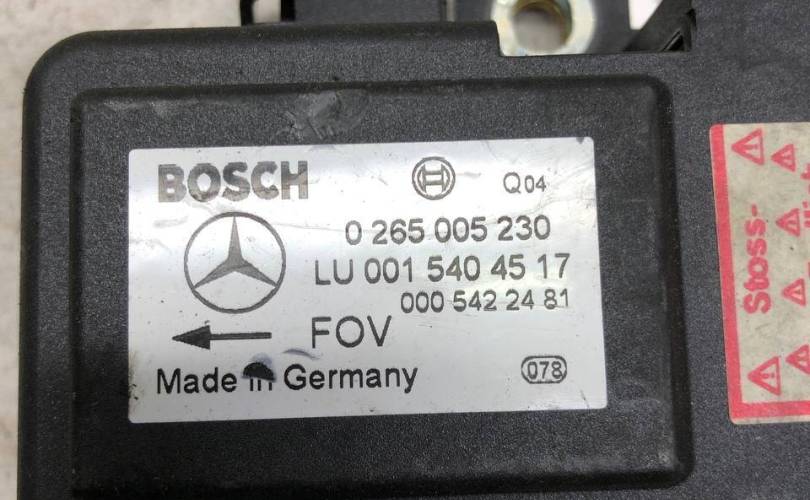 BOSCH
Q04
0 265 005 230
LU 001 540 45 17
000 542 24 81
FOV
Made in Germany
078
Stoss-